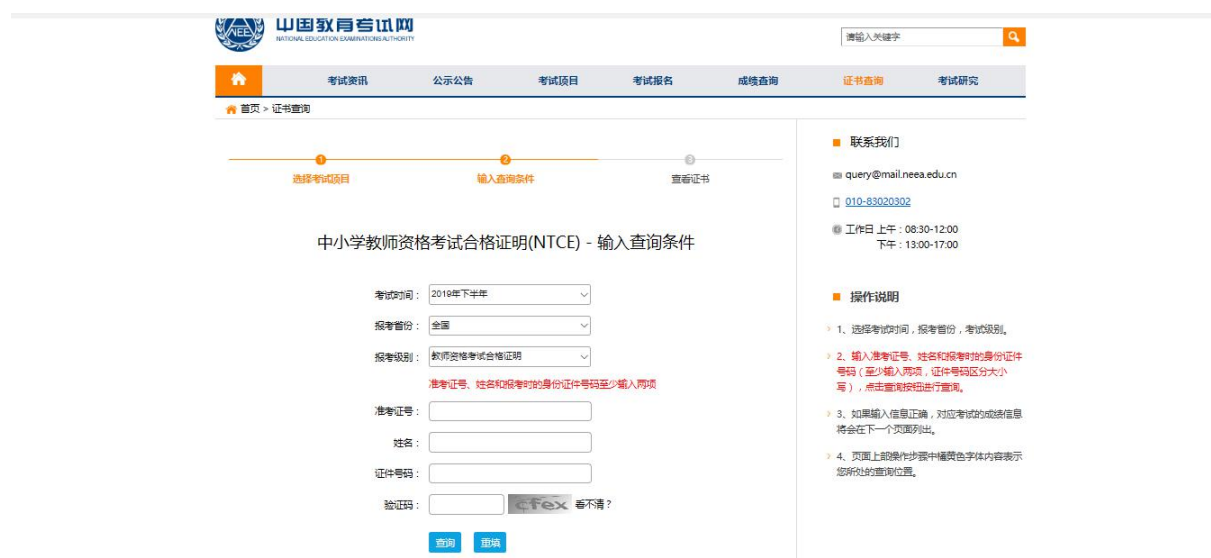 中国教育考试网
NATIONAL EDUCATION EXAMINATIONS AUTHORITY
NEEA
请输入关键字
考试资讯 公示公告 考试项目 考试报名 成绩查询 证书查询 考试研究
首页 > 证书查询
1 2 3
选择考试项目 输入查询条件 查看证书
中小学教师资格考试合格证明(NTCE) - 输入查询条件
考试时间： 2019年下半年
报考省份： 全国
报考级别： 教师资格考试合格证明
准考证号、姓名和报考时的身份证件号码至少输入两项
准考证号：
姓名：
证件号码：
验证码： cfex 看不清？
查询 重填
联系我们
query@mail.neea.edu.cn
010-83020302
工作日 上午：08:30-12:00
下午：13:00-17:00
操作说明
1、选择考试时间，报考省份，考试级别。
2、输入准考证号、姓名和报考时的身份证件
号码（至少输入两项，证件号码区分大小
写），点击查询按钮进行查询。
3、如果输入信息正确，对应考试的成绩信息
将会在下一个页面列出。
4、页面上部操作步骤中橘黄色字体内容表示
您所处的查询位置。